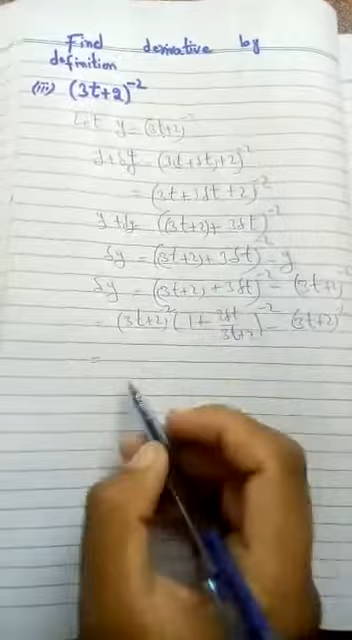 Find derivative by
definition
(iii) (3t+2)⁻²
Let y = (3t+2)⁻²
y+δy = (3(t+δt)+2)⁻²
= (3t+3δt+2)⁻²
y+δy = ((3t+2)+3δt)⁻²
δy = ((3t+2)+3δt)⁻² - y
δy = ((3t+2)+3δt)⁻² - (3t+2)⁻²
= (3t+2)⁻² (1 + 3δt/3t+2)⁻² - (3t+2)⁻²
=